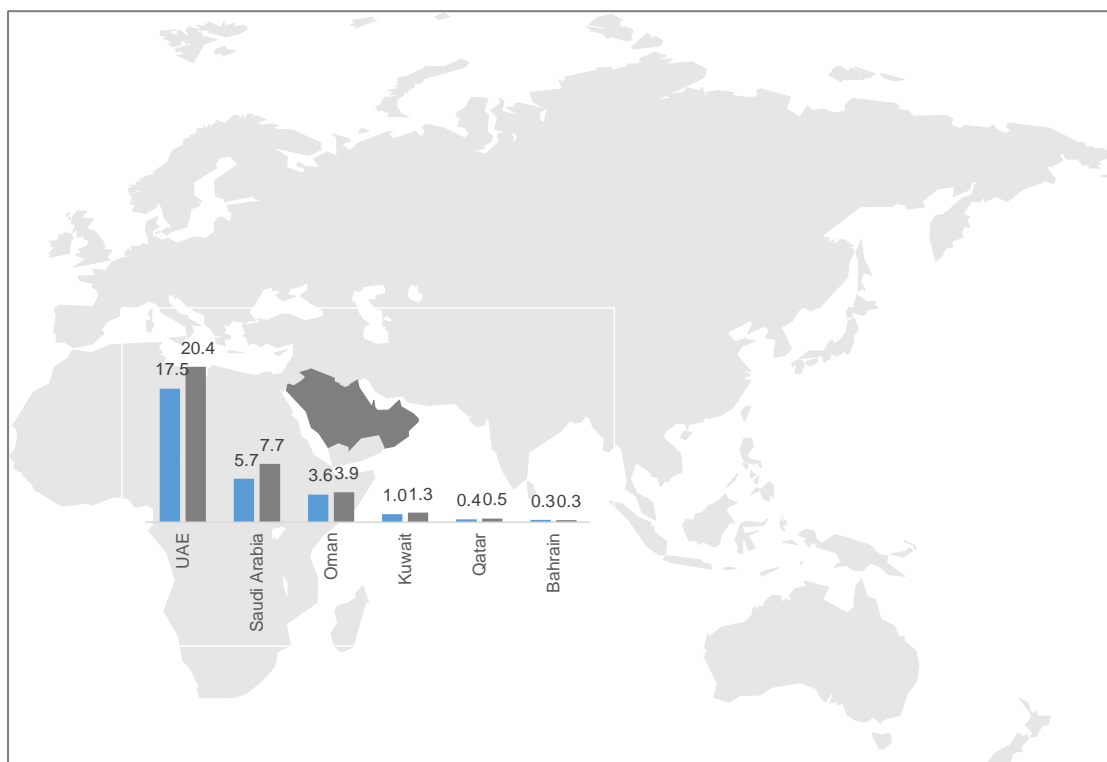 20.4
17.5
7.7
5.7
3.6 3.9
1.0 1.3
0.4 0.5
0.3 0.3
UAE
Saudi Arabia
Oman
Kuwait
Qatar
Bahrain